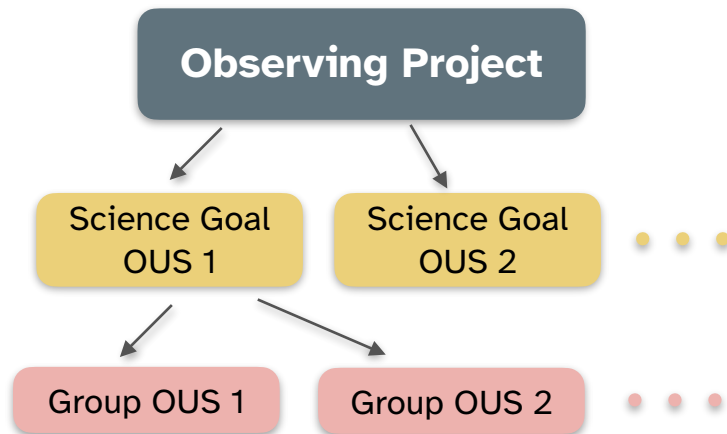 Observing Project
Science Goal
OUS 1
Science Goal
OUS 2
Group OUS 1
Group OUS 2